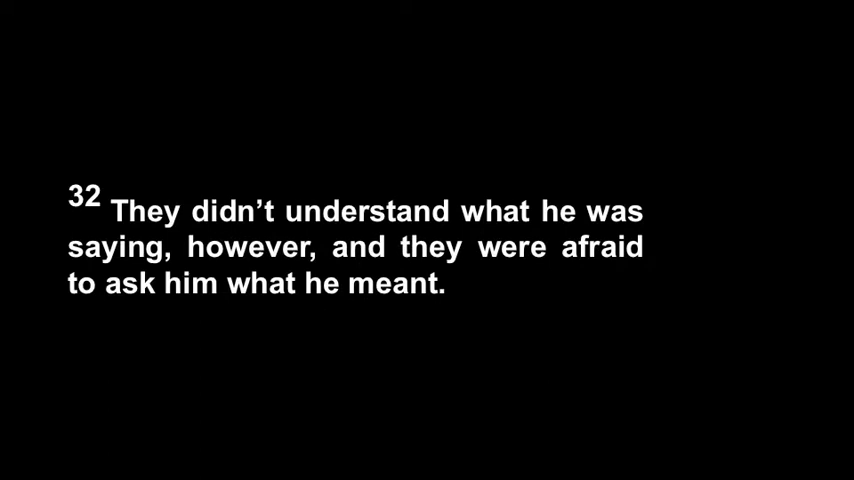 32 They didn’t understand what he was
saying, however, and they were afraid
to ask him what he meant.